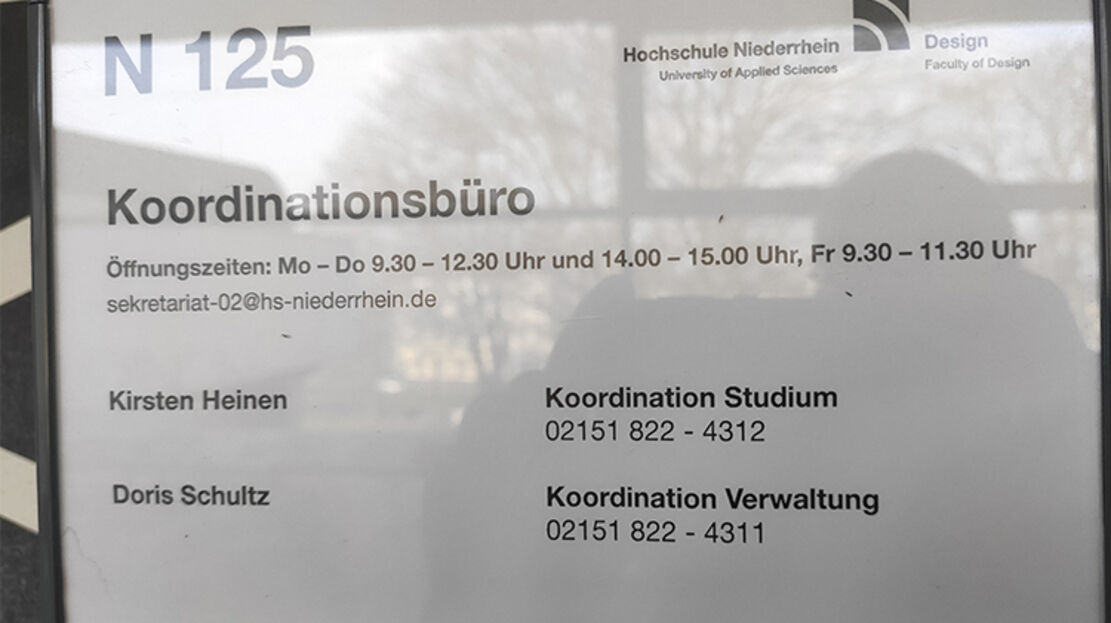 N 125
Hochschule Niederrhein
University of Applied Sciences
Design
Faculty of Design
Koordinationsbüro
Öffnungszeiten: Mo – Do 9.30 – 12.30 Uhr und 14.00 – 15.00 Uhr, Fr 9.30 – 11.30 Uhr
sekretariat-02@hs-niederrhein.de
Kirsten Heinen
Koordination Studium
02151 822 - 4312
Doris Schultz
Koordination Verwaltung
02151 822 - 4311